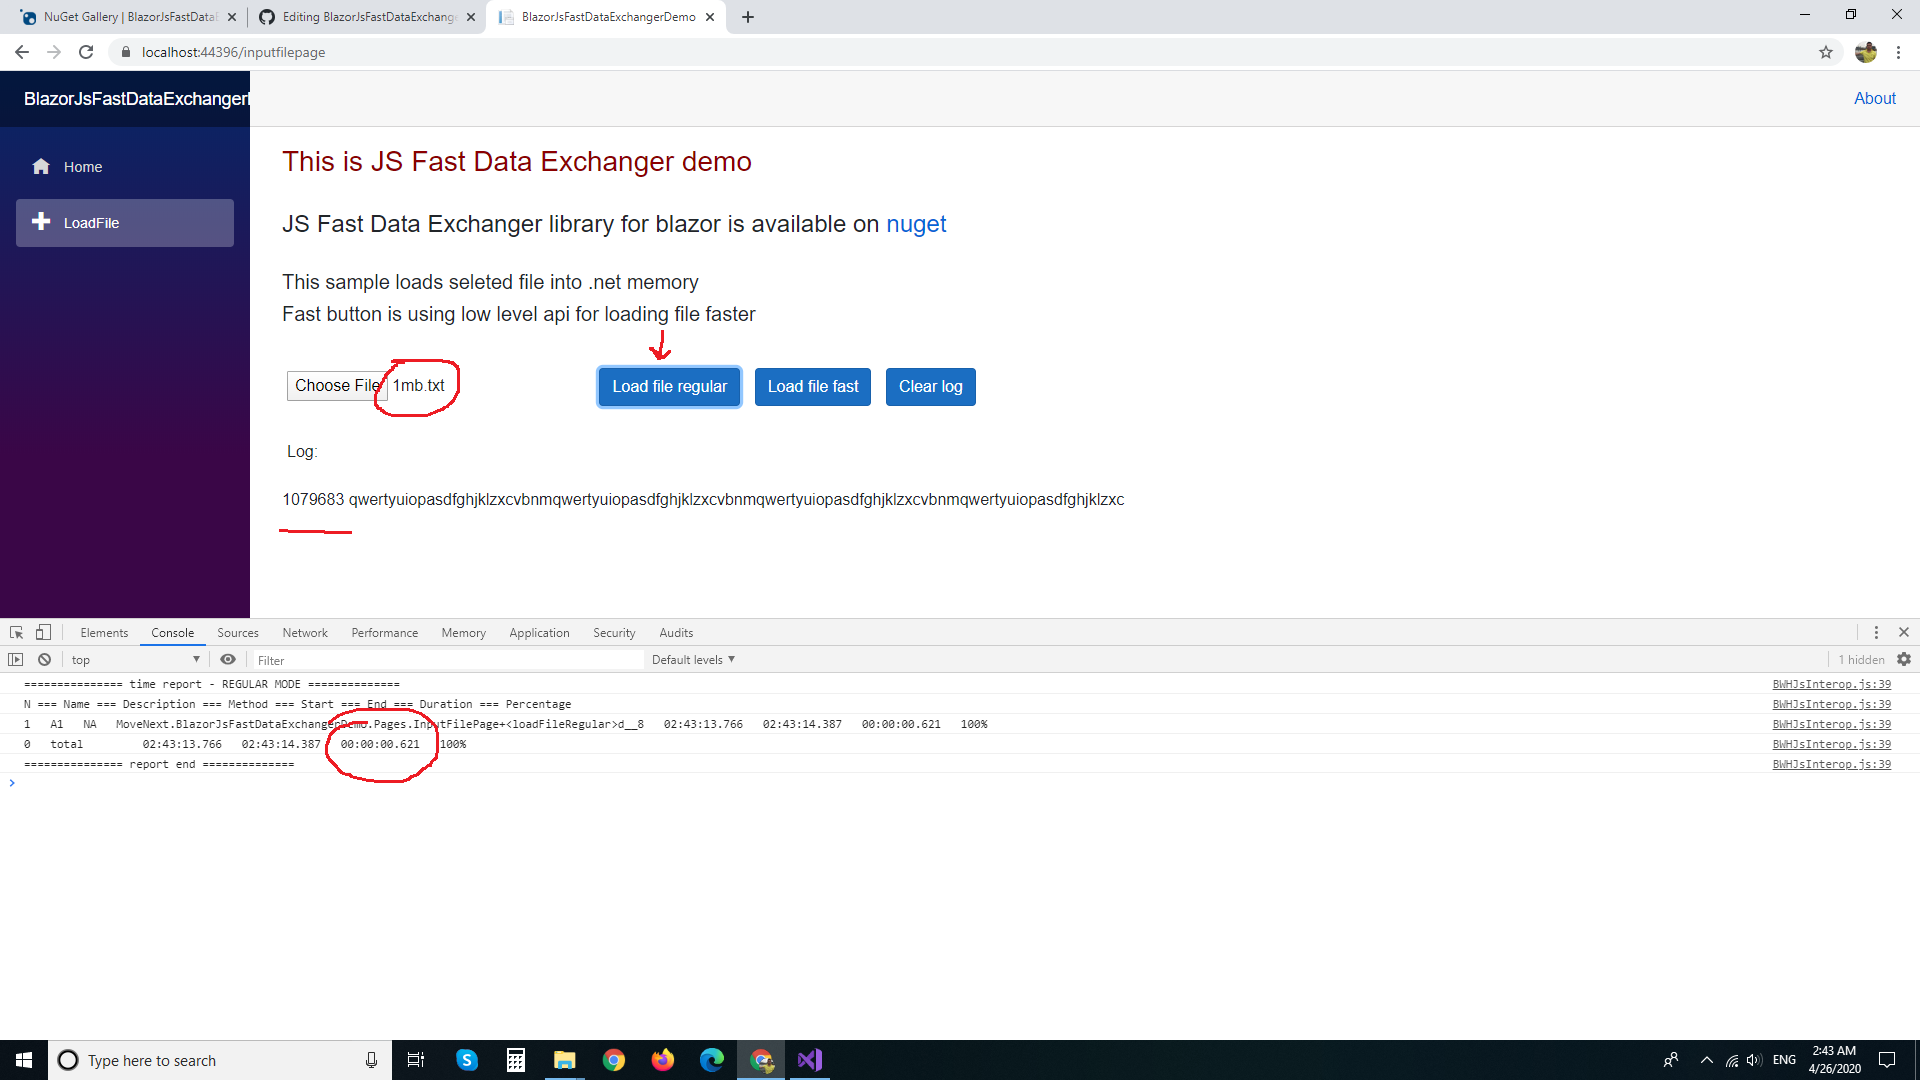 NuGet Gallery | BlazorJsFastDataE
Editing BlazorJsFastDataExchange
BlazorJsFastDataExchangerDemo
localhost:44396/inputfilepage
BlazorJsFastDataExchangerI
About
Home
LoadFile
This is JS Fast Data Exchanger demo
JS Fast Data Exchanger library for blazor is available on nuget
This sample loads seleted file into .net memory
Fast button is using low level api for loading file faster
Choose File 1mb.txt
Load file regular
Load file fast
Clear log
Log:
1079683 qwertyuiopasdfghjklzxcvbnmqwertyuiopasdfghjklzxcvbnmqwertyuiopasdfghjklzxcvbnmqwertyuiopasdfghjklzxc
Elements Console Sources Network Performance Memory Application Security Audits
top Filter Default levels 1 hidden
=============== time report - REGULAR MODE ============== BWHJsInterop.js:39
N === Name === Description === Method === Start === End === Duration === Percentage BWHJsInterop.js:39
1 A1 NA MoveNext.BlazorJsFastDataExchangerDemo.Pages.InputFilePage+<loadFileRegular>d__8 02:43:13.766 02:43:14.387 00:00:00.621 100% BWHJsInterop.js:39
0 total 02:43:13.766 02:43:14.387 00:00:00.621 100% BWHJsInterop.js:39
=============== report end ============== BWHJsInterop.js:39
Type here to search
ENG
2:43 AM
4/26/2020